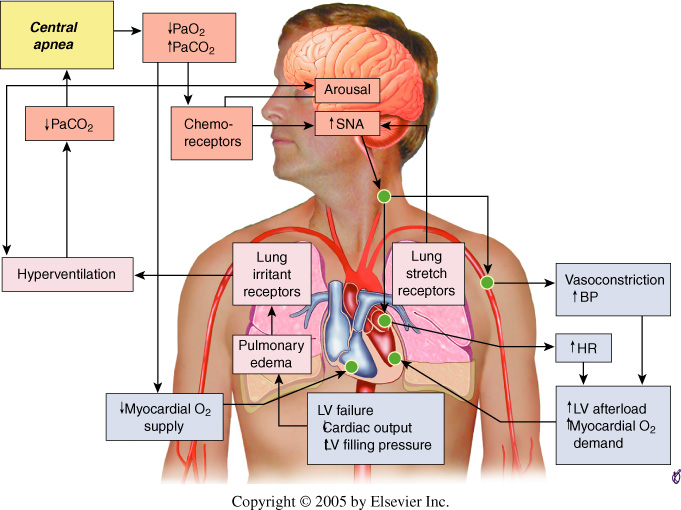 Central
apnea
↓PaO₂
↑PaCO₂
Arousal
↓PaCO₂
Chemo-
receptors
↑SNA
Hyperventilation
Lung
irritant
receptors
Lung
stretch
receptors
Vasoconstriction
↑BP
Pulmonary
edema
↑HR
↓Myocardial O₂
supply
LV failure
↓Cardiac output
LV filling pressure
↑LV afterload
↑Myocardial O₂
demand
Copyright © 2005 by Elsevier Inc.